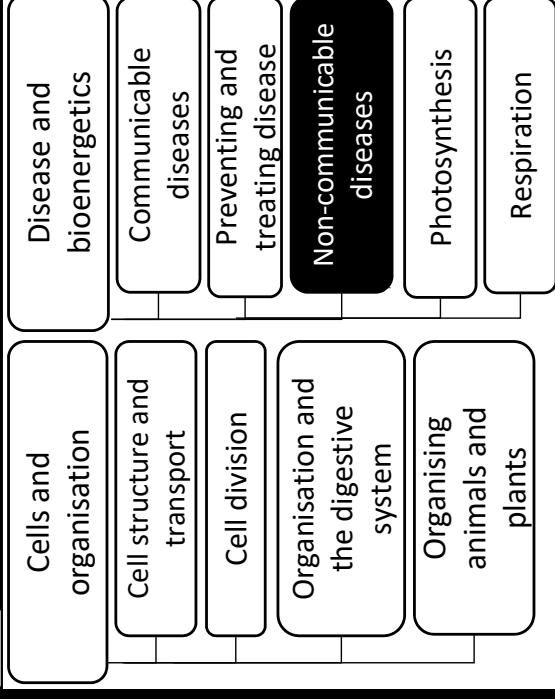 Cells and
organisation
Cell structure and
transport
Cell division
Organisation and
the digestive
system
Organising
animals and
plants
Disease and
bioenergetics
Communicable
diseases
Preventing and
treating disease
Non-communicable
diseases
Photosynthesis
Respiration